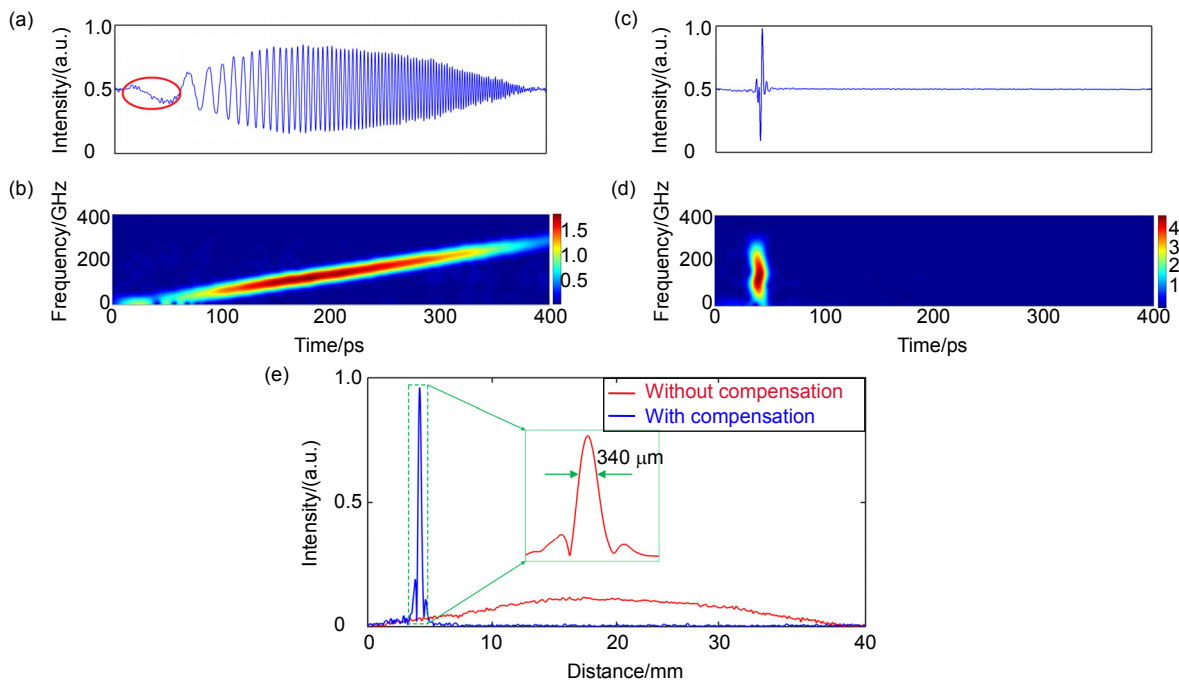 (a)
1.0
0.5
0
Intensity/(a.u.)
(b)
400
200
0
Frequency/GHz
1.5
1.0
0.5
0 100 200 300 400
Time/ps
(c)
1.0
0.5
0
Intensity/(a.u.)
(d)
400
200
0
Frequency/GHz
4
3
2
1
0 100 200 300 400
Time/ps
(e)
1.0
0.5
0
Intensity/(a.u.)
Without compensation
With compensation
340 μm
0 10 20 30 40
Distance/mm